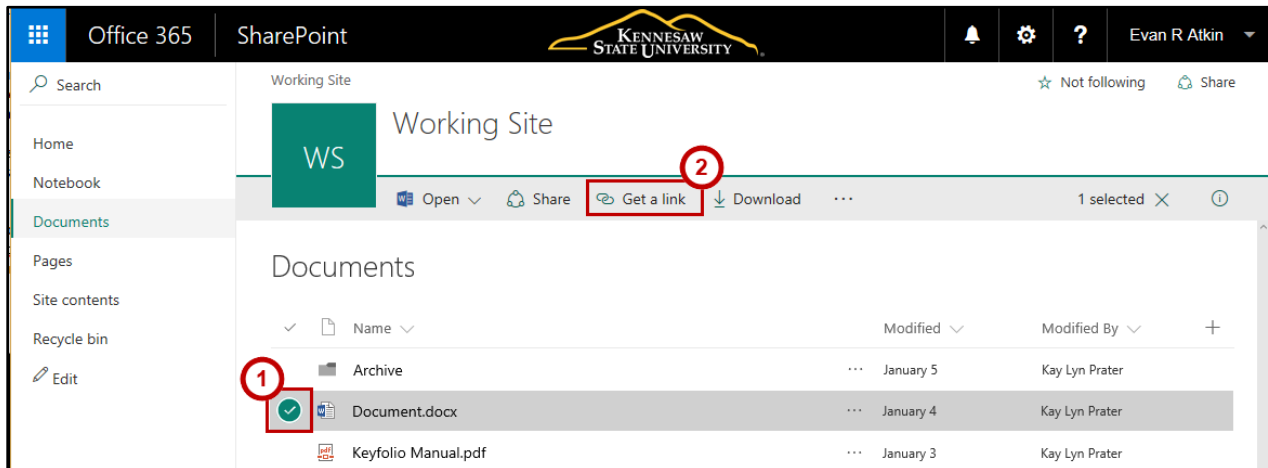 Office 365 SharePoint KENNESAW STATE UNIVERSITY ? Evan R Atkin
Search
Home
Notebook
Documents
Pages
Site contents
Recycle bin
Edit
Working Site
Not following Share
WS
Working Site
2
Open Share Get a link Download ... 1 selected
Documents
Name Modified Modified By
Archive ... January 5 Kay Lyn Prater
1
Document.docx ... January 4 Kay Lyn Prater
Keyfolio Manual.pdf ... January 3 Kay Lyn Prater